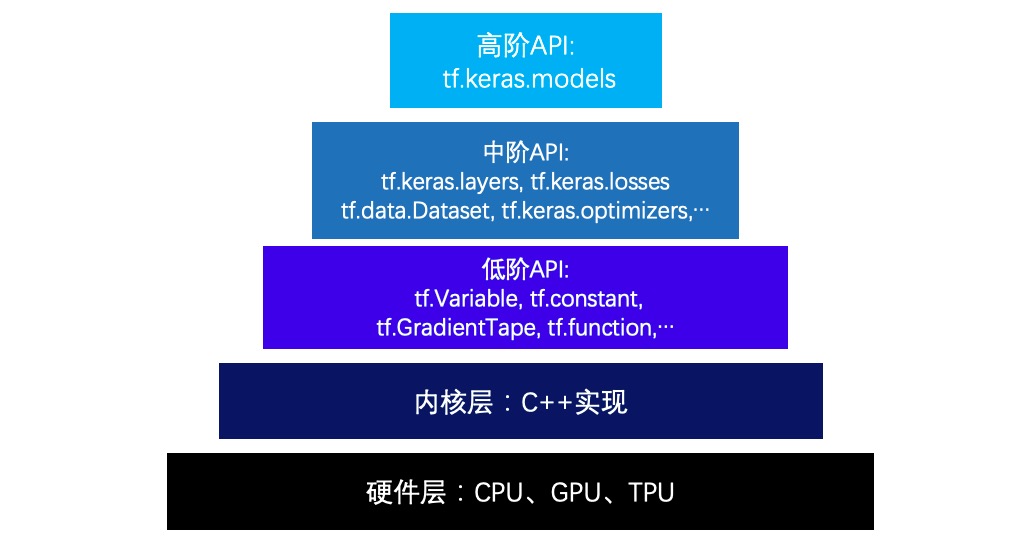 高阶API:
tf.keras.models
中阶API:
tf.keras.layers, tf.keras.losses
tf.data.Dataset, tf.keras.optimizers,…
低阶API:
tf.Variable, tf.constant,
tf.GradientTape, tf.function,…
内核层：C++实现
硬件层：CPU、GPU、TPU